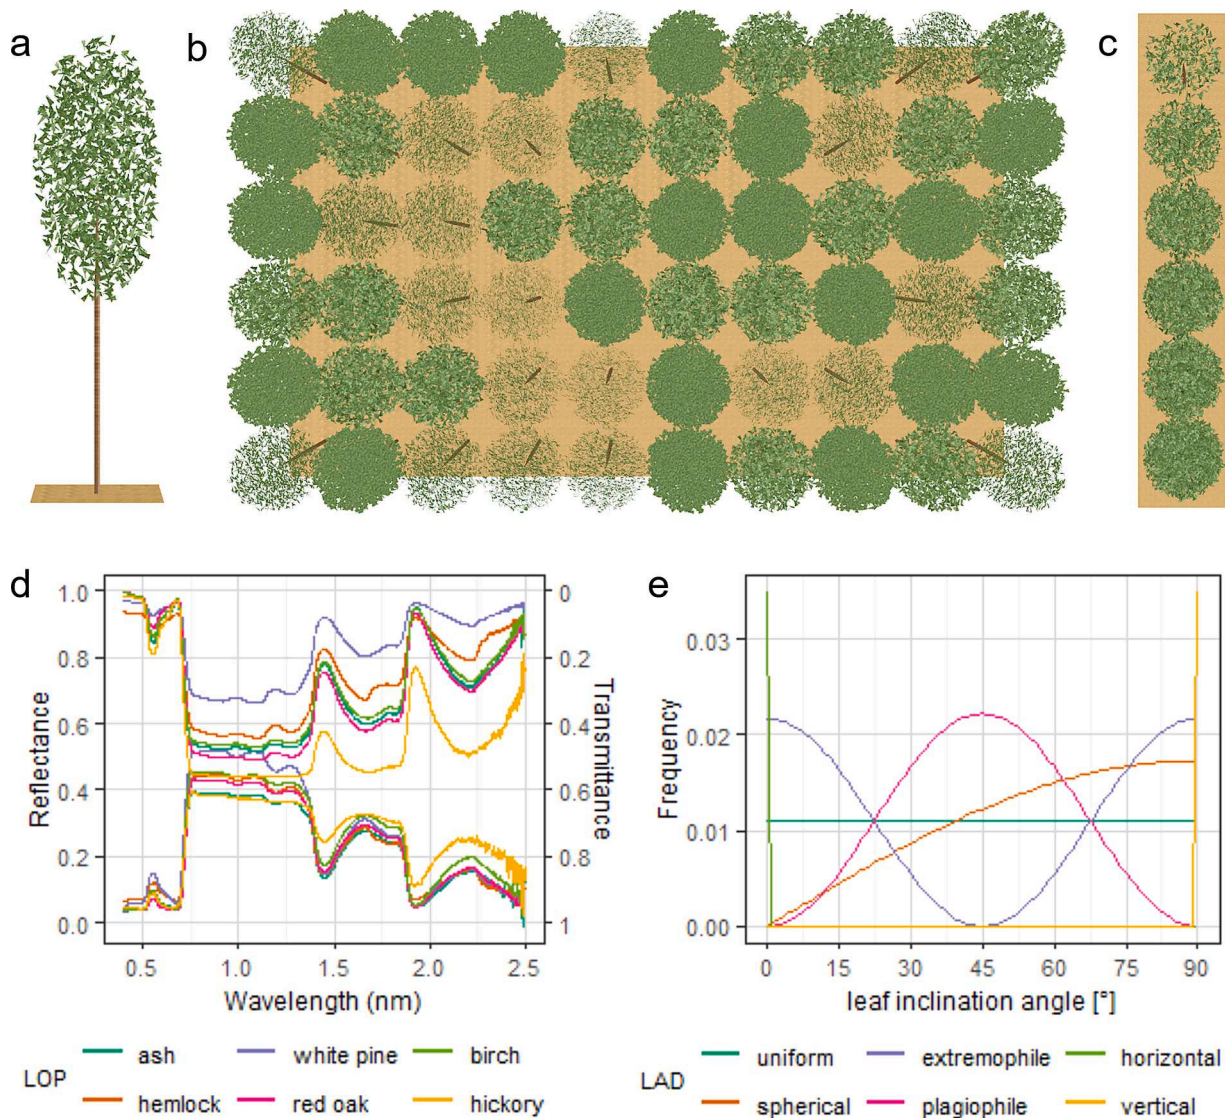 a
b
c
d
e
1.0
0.8
0.6
0.4
0.2
0.0
Reflectance
0
0.2
0.4
0.6
0.8
1
Transmittance
0.5 1.0 1.5 2.0 2.5
Wavelength (nm)
LOP
ash white pine birch
hemlock red oak hickory
0.03
0.02
0.01
0.00
Frequency
0 15 30 45 60 75 90
leaf inclination angle [°]
LAD
uniform extremophile horizontal
spherical plagiophile vertical